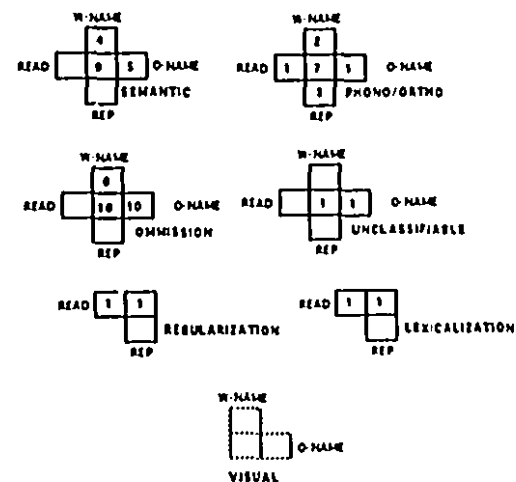 W-NAME W-NAME
4 2
READ 9 5 O-NAME READ 1 7 5 O-NAME
SEMANTIC 3 PHONO/ORTHO
REP REP
W-NAME W-NAME
READ 10 10 O-NAME READ 1 1 O-NAME
OMMISSION UNCLASSIFIABLE
REP REP
READ 1 1 READ 1 1
REGULARIZATION LEXICALIZATION
REP REP
W-NAME
O-NAME
VISUAL